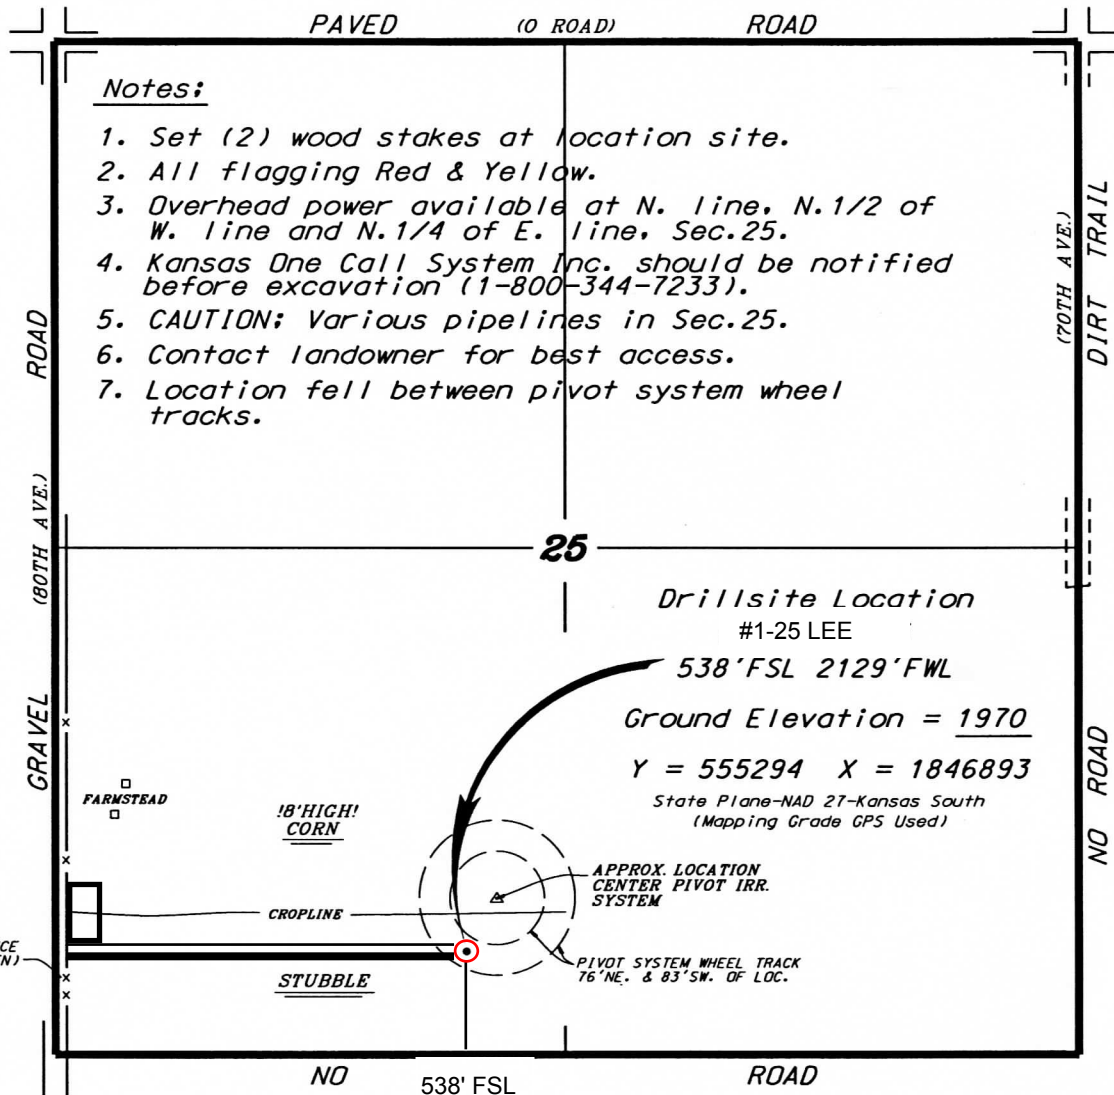 PAVED (O ROAD) ROAD
Notes:
1. Set (2) wood stakes at location site.
2. All flagging Red & Yellow.
3. Overhead power available at N. line, N.1/2 of
W. line and N.1/4 of E. line, Sec.25.
4. Kansas One Call System Inc. should be notified
before excavation (1-800-344-7233).
5. CAUTION: Various pipelines in Sec.25.
6. Contact landowner for best access.
7. Location fell between pivot system wheel
tracks.
GRAVEL (80TH AVE.) ROAD
(70TH AVE.)
DIRT TRAIL
NO ROAD
25
Drillsite Location
#1-25 LEE
538'FSL 2129'FWL
Ground Elevation = 1970
Y = 555294 X = 1846893
State Plane-NAD 27-Kansas South
(Mapping Grade GPS Used)
FARMSTEAD
!8'HIGH!
CORN
APPROX. LOCATION
CENTER PIVOT IRR.
SYSTEM
CROPLINE
PIVOT SYSTEM WHEEL TRACK
76'NE. & 83'SW. OF LOC.
STUBBLE
NO ROAD
538' FSL